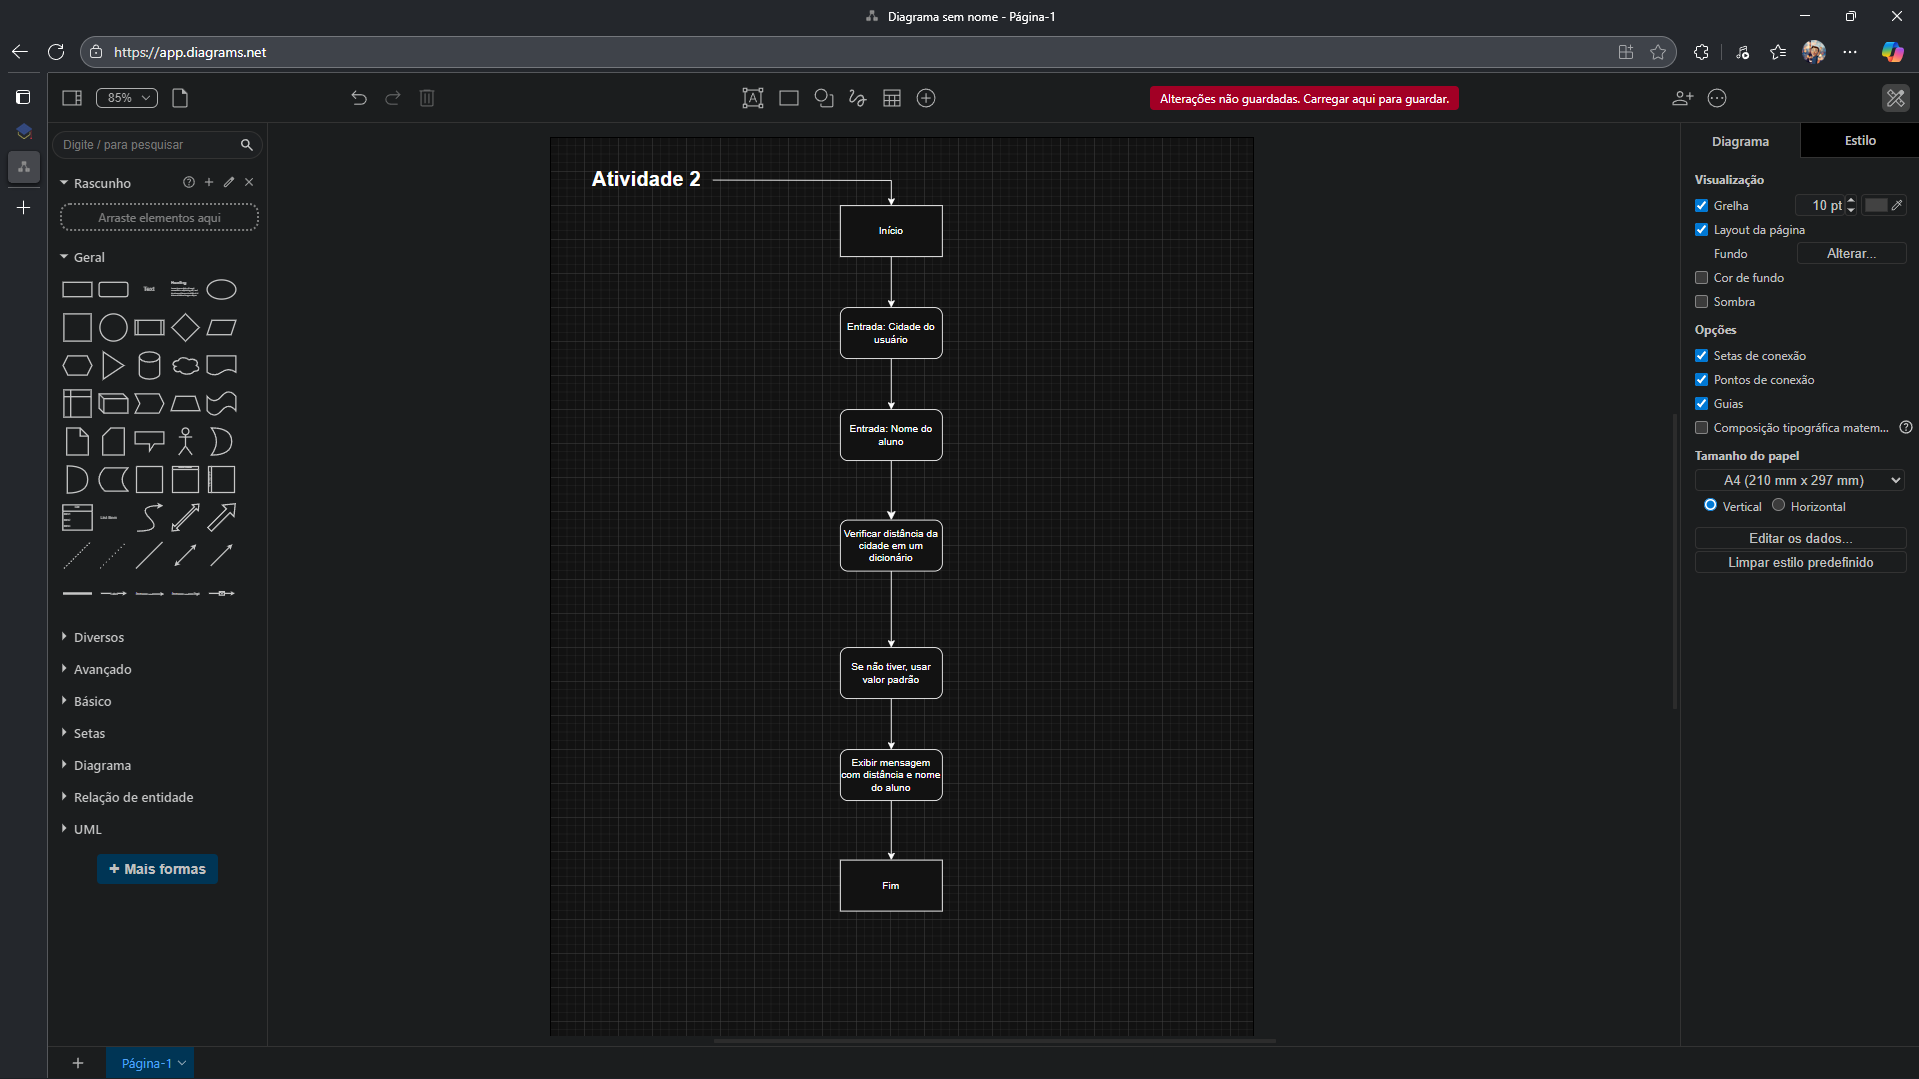 Diagrama sem nome - Página-1
https://app.diagrams.net
85%
Alterações não guardadas. Carregar aqui para guardar.
Digite / para pesquisar
Rascunho
Arraste elementos aqui
Geral
Text
Heading
List Item
Diversos
Avançado
Básico
Setas
Diagrama
Relação de entidade
UML
+ Mais formas
Atividade 2
Início
Entrada: Cidade do
usuário
Entrada: Nome do
aluno
Verificar distância da
cidade em um
dicionário
Se não tiver, usar
valor padrão
Exibir mensagem
com distância e nome
do aluno
Fim
Diagrama
Estilo
Visualização
Grelha
10 pt
Layout da página
Fundo
Alterar...
Cor de fundo
Sombra
Opções
Setas de conexão
Pontos de conexão
Guias
Composição tipográfica matem...
Tamanho do papel
A4 (210 mm x 297 mm)
Vertical
Horizontal
Editar os dados...
Limpar estilo predefinido
Página-1